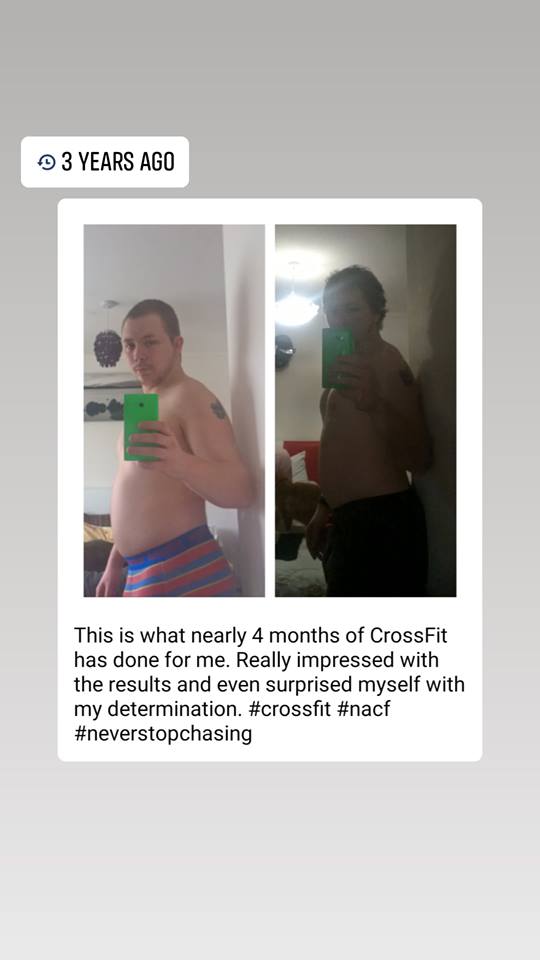 3 YEARS AGO
This is what nearly 4 months of CrossFit
has done for me. Really impressed with
the results and even surprised myself with
my determination. #crossfit #nacf
#neverstopchasing